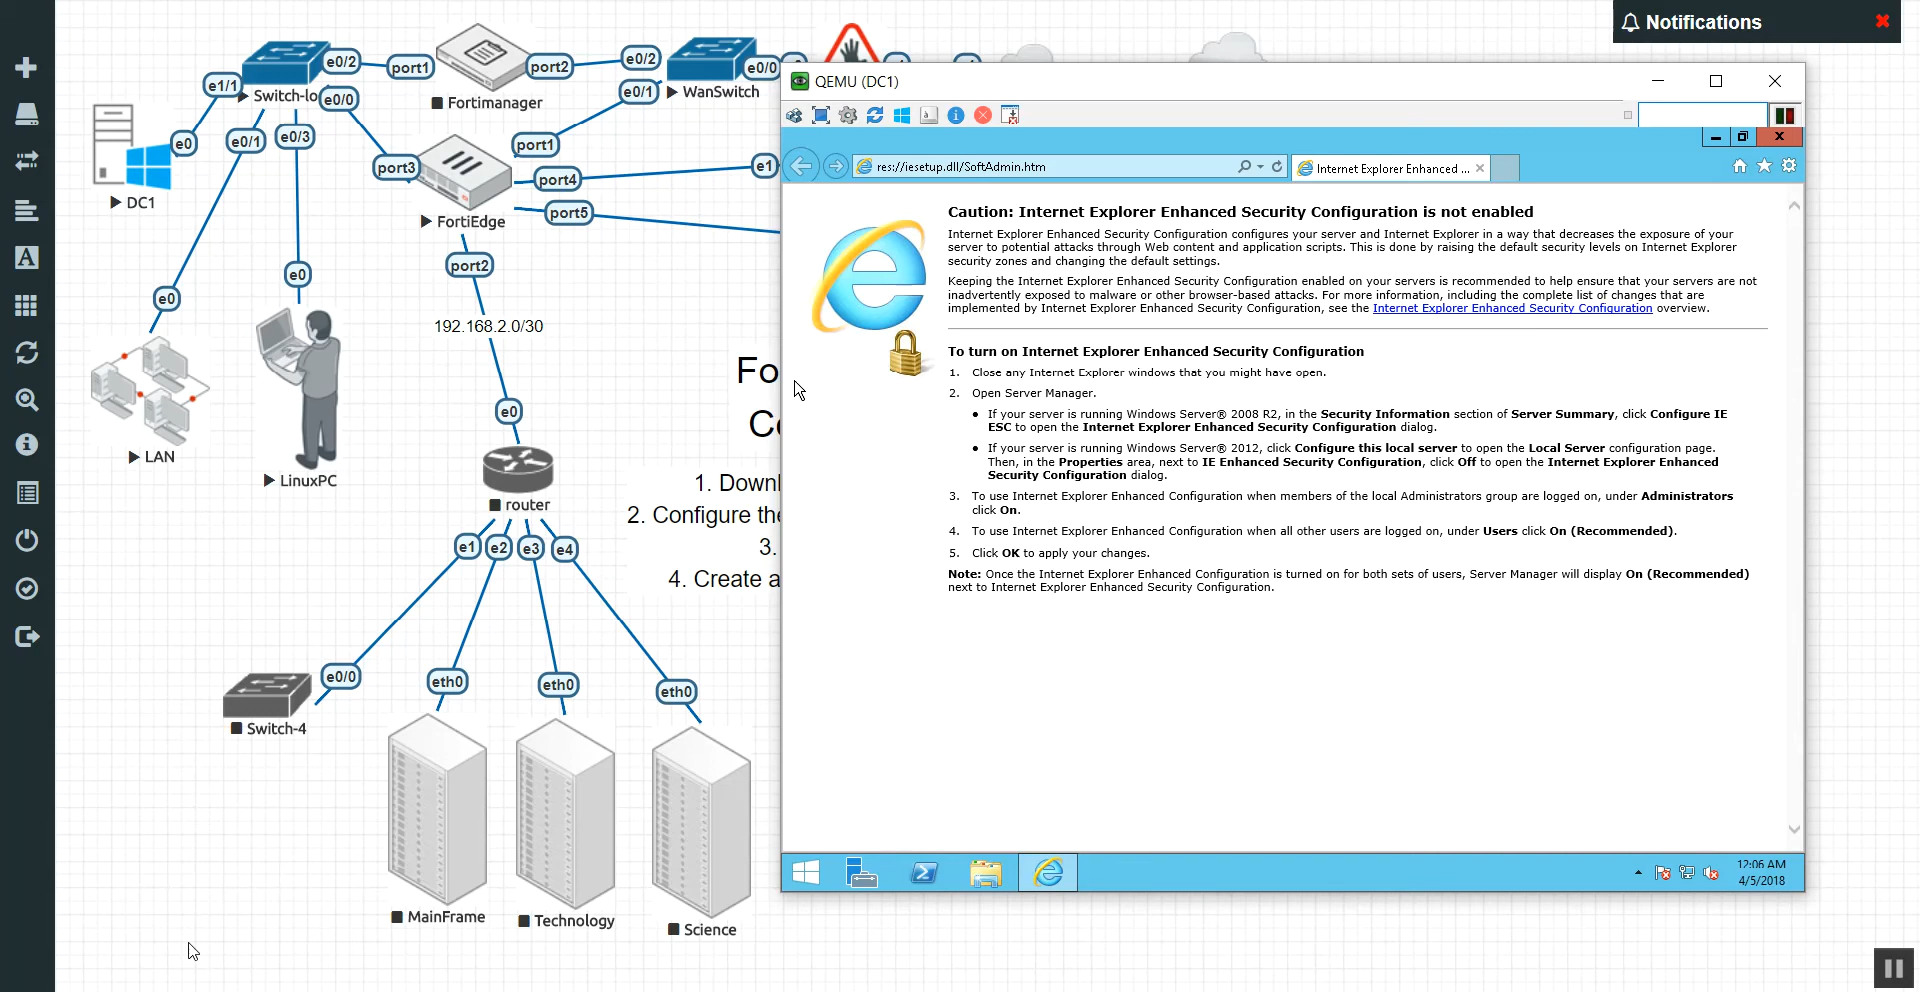 Notifications
e0/2
port1
port2
e0/2
e0/0
Fortimanager
WanSwitch
e1/1
Switch-lo
e0/0
e0/1
e0
e0/1
e0/3
port3
port1
port4
e1
DC1
FortiEdge
port5
port2
e0
e0
192.168.2.0/30
e0
LAN
LinuxPC
router
e1
e2
e3
e4
e0/0
eth0
eth0
eth0
Switch-4
MainFrame
Technology
Science
1. Downl
2. Configure the
3.
4. Create a
QEMU (DC1)
res://iesetup.dll/SoftAdmin.htm
Internet Explorer Enhanced ...
Caution: Internet Explorer Enhanced Security Configuration is not enabled
Internet Explorer Enhanced Security Configuration configures your server and Internet Explorer in a way that decreases the exposure of your
server to potential attacks through Web content and application scripts. This is done by raising the default security levels on Internet Explorer
security zones and changing the default settings.
Keeping the Internet Explorer Enhanced Security Configuration enabled on your servers is recommended to help ensure that your servers are not
inadvertently exposed to malware or other browser-based attacks. For more information, including the complete list of changes that are
implemented by Internet Explorer Enhanced Security Configuration, see the Internet Explorer Enhanced Security Configuration overview.
To turn on Internet Explorer Enhanced Security Configuration
1. Close any Internet Explorer windows that you might have open.
2. Open Server Manager.
• If your server is running Windows Server® 2008 R2, in the Security Information section of Server Summary, click Configure IE
ESC to open the Internet Explorer Enhanced Security Configuration dialog.
• If your server is running Windows Server® 2012, click Configure this local server to open the Local Server configuration page.
Then, in the Properties area, next to IE Enhanced Security Configuration, click Off to open the Internet Explorer Enhanced
Security Configuration dialog.
3. To use Internet Explorer Enhanced Configuration when members of the local Administrators group are logged on, under Administrators
click On.
4. To use Internet Explorer Enhanced Configuration when all other users are logged on, under Users click On (Recommended).
5. Click OK to apply your changes.
Note: Once the Internet Explorer Enhanced Configuration is turned on for both sets of users, Server Manager will display On (Recommended)
next to Internet Explorer Enhanced Security Configuration.
12:06 AM
4/5/2018